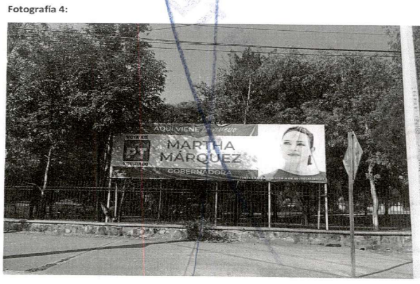 Fotografía 4:
AQUÍ VIENE
PT
MARTHA
MÁRQUEZ
GOBERNADORA